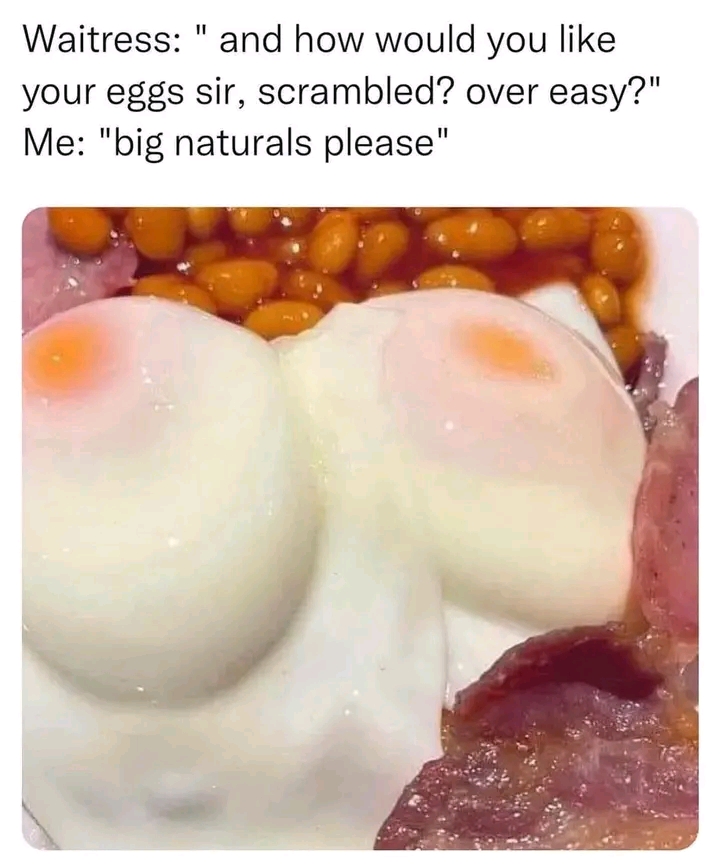 Waitress: " and how would you like
your eggs sir, scrambled? over easy?"
Me: "big naturals please"